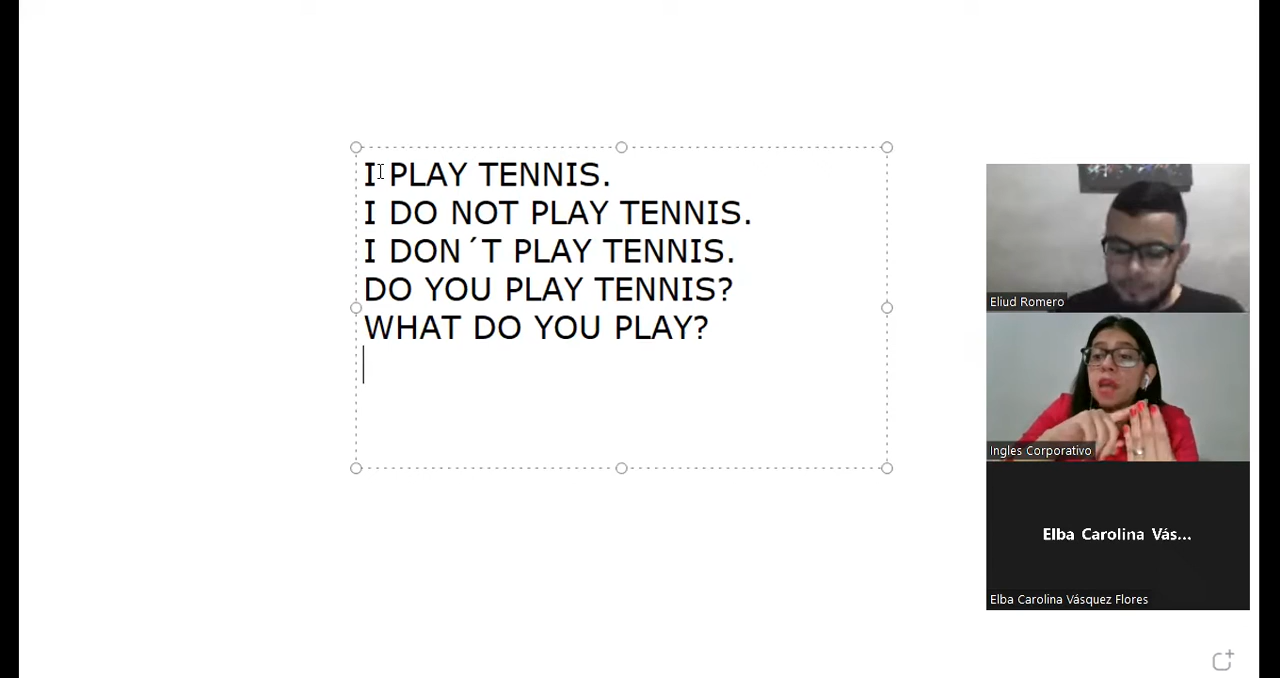 I PLAY TENNIS.
I DO NOT PLAY TENNIS.
I DON´T PLAY TENNIS.
DO YOU PLAY TENNIS?
WHAT DO YOU PLAY?
Eliud Romero
Ingles Corporativo
Elba Carolina Vás...
Elba Carolina Vásquez Flores